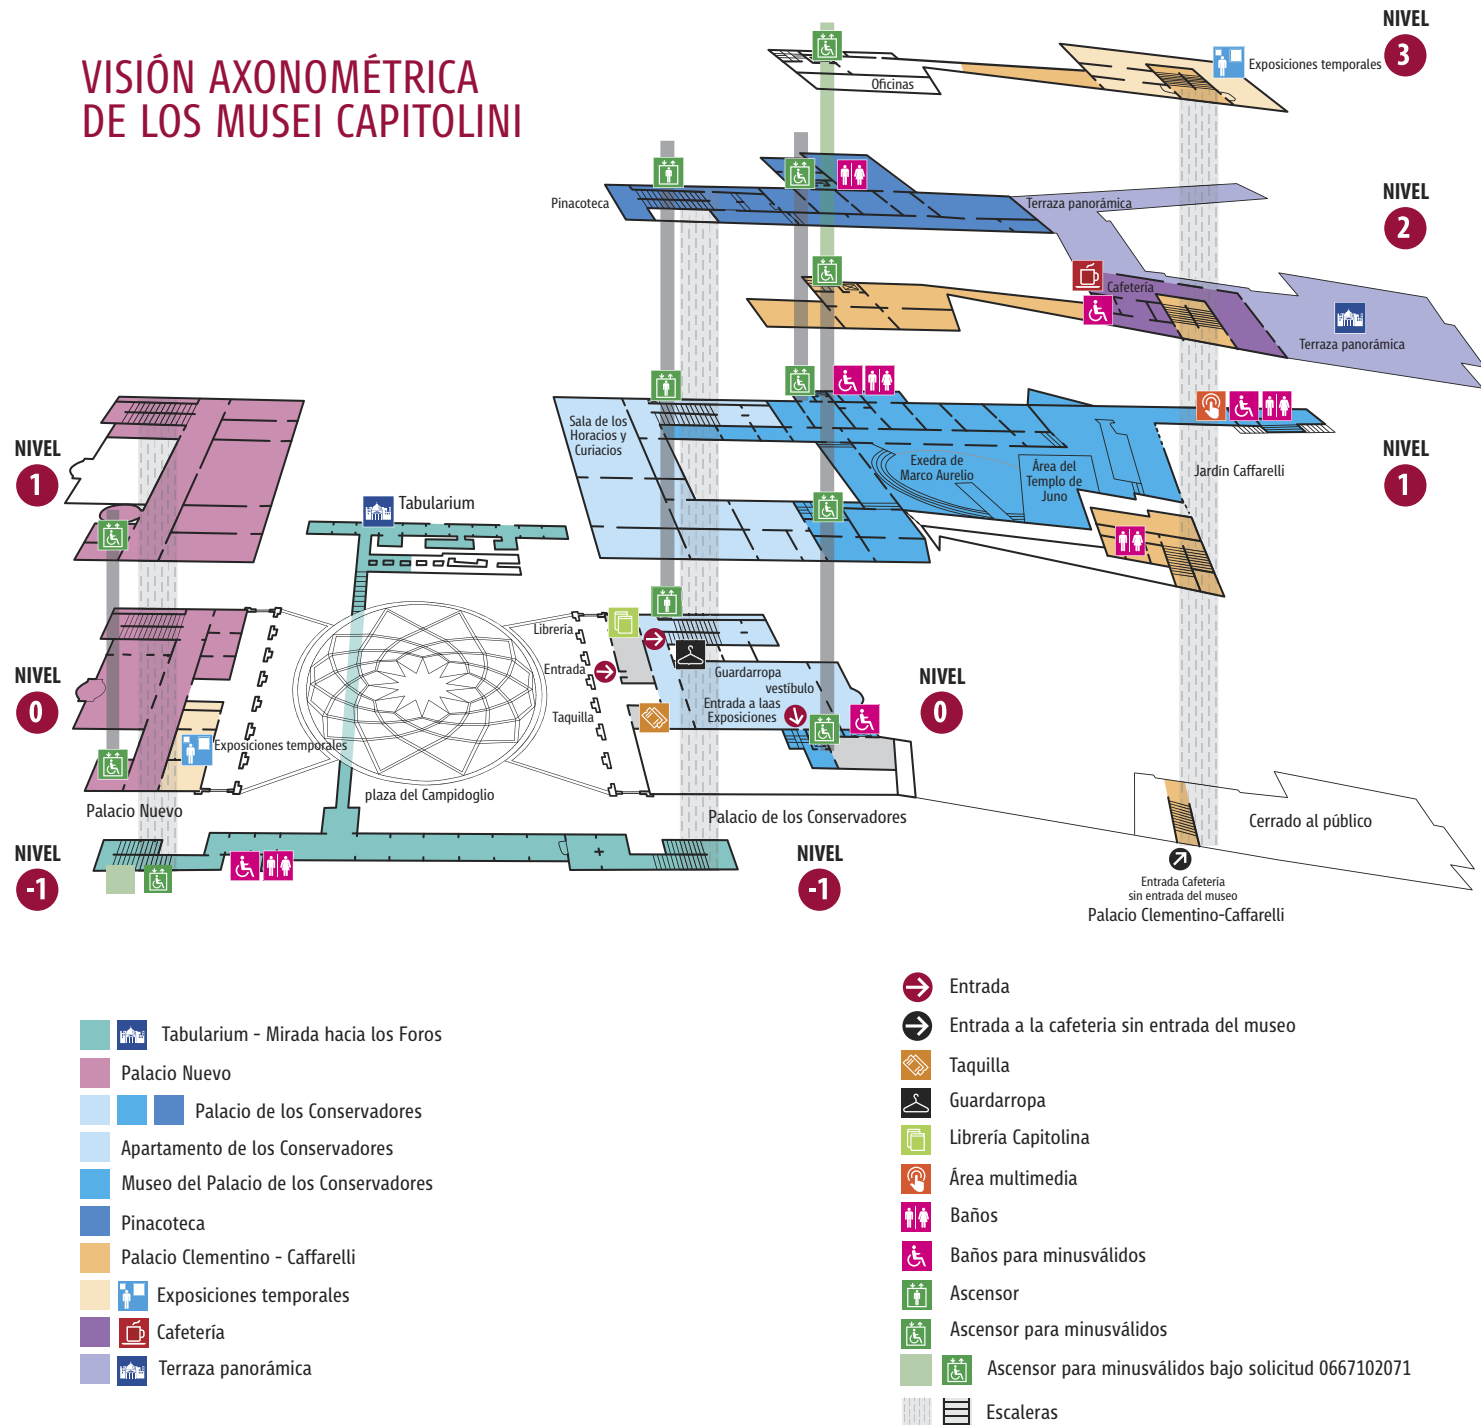 VISIÓN AXONOMÉTRICA
DE LOS MUSEI CAPITOLINI
NIVEL
3
Exposiciones temporales
Oficinas
NIVEL
2
Pinacoteca
Terraza panorámica
Cafetería
Terraza panorámica
NIVEL
1
Sala de los
Horacios y
Curiacios
Exedra de
Marco Aurelio
Área del
Templo de
Juno
Jardín Caffarelli
NIVEL
1
Tabularium
NIVEL
0
Librería
Entrada
Taquilla
Guardarropa
vestíbulo
Entrada a laas
Exposiciones
NIVEL
0
Exposiciones temporales
Palacio Nuevo
plaza del Campidoglio
Palacio de los Conservadores
Cerrado al público
NIVEL
-1
NIVEL
-1
Entrada Cafetería
sin entrada del museo
Palacio Clementino-Caffarelli
Tabularium - Mirada hacia los Foros
Palacio Nuevo
Palacio de los Conservadores
Apartamento de los Conservadores
Museo del Palacio de los Conservadores
Pinacoteca
Palacio Clementino - Caffarelli
Exposiciones temporales
Cafetería
Terraza panorámica
Entrada
Entrada a la cafeteria sin entrada del museo
Taquilla
Guardarropa
Librería Capitolina
Área multimedia
Baños
Baños para minusválidos
Ascensor
Ascensor para minusválidos
Ascensor para minusválidos bajo solicitud 0667102071
Escaleras